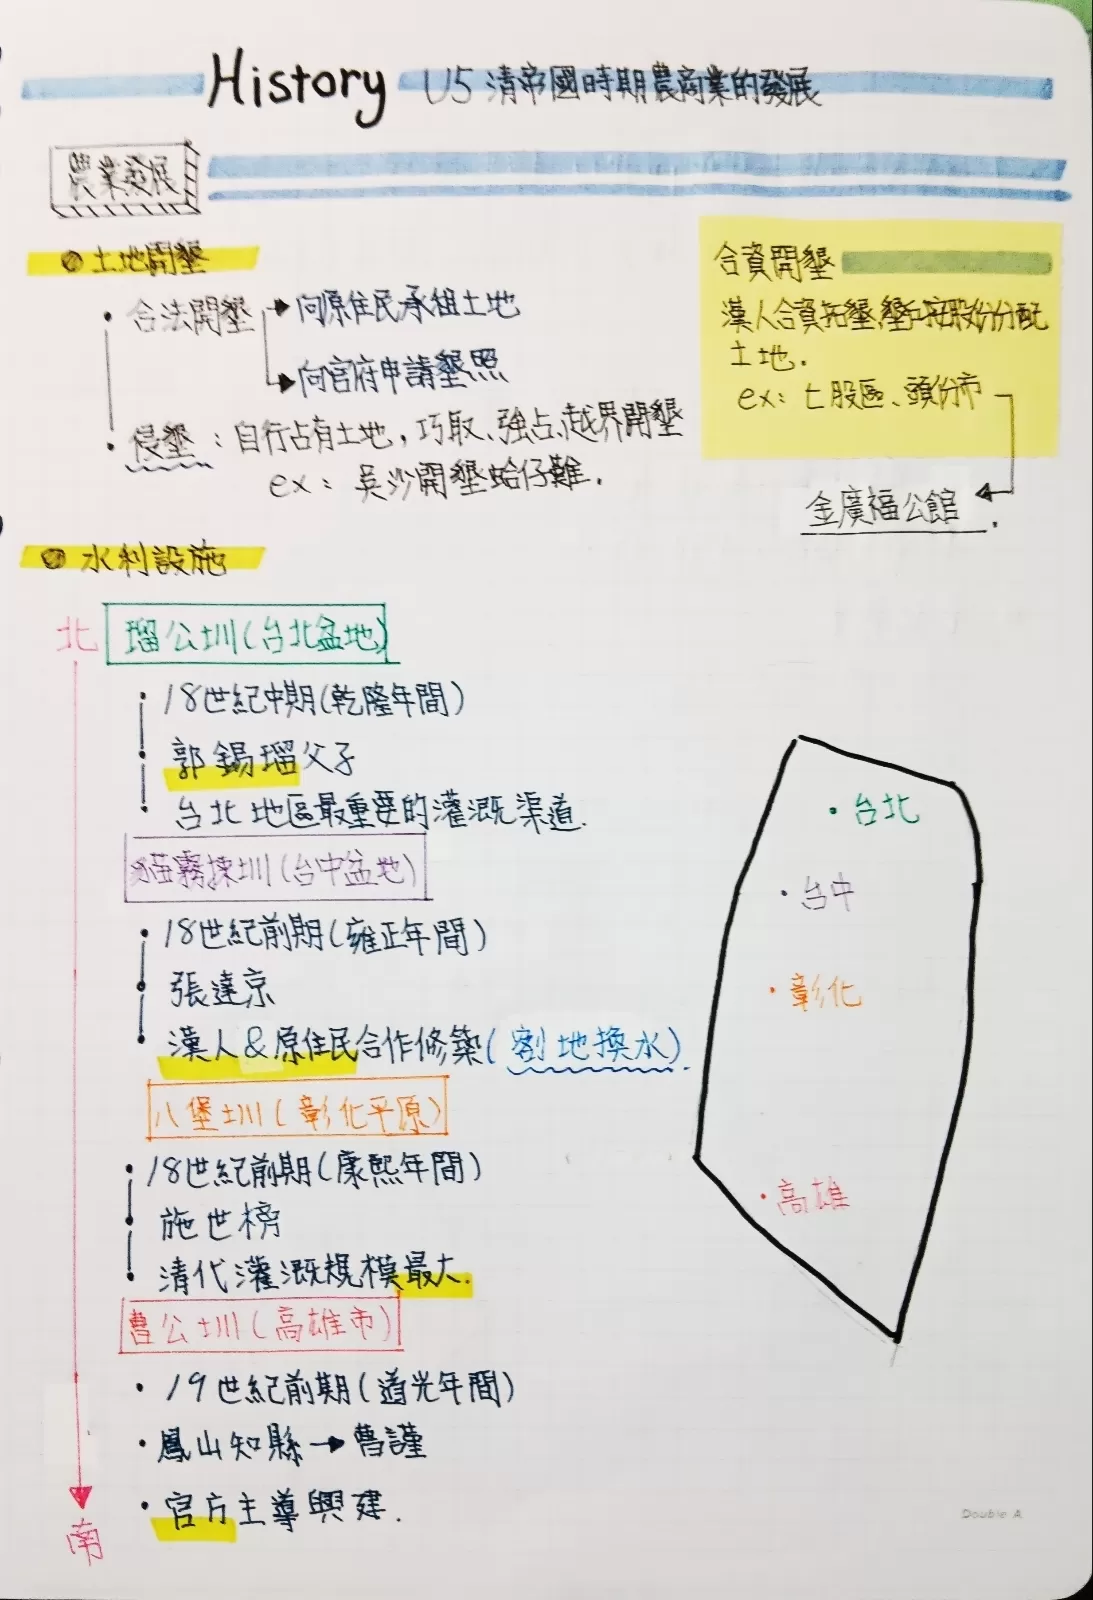 History U5 清帝國時期農商業的發展
農業發展
土地開墾
合法開墾 → 向原住民承租土地
→ 向官府申請墾照
侵墾：自行占有土地，巧取、強占、越界開墾
ex：吳沙開墾蛤仔難.
合資開墾
漢人合資拓墾,墾戶按股份分配
土地.
ex：七股區、頭份市
金廣福公館.
水利設施
北
瑠公圳(台北盆地)
18世紀中期(乾隆年間)
郭錫瑠父子
台北地區最重要的灌溉渠道.
貓霧捒圳(台中盆地)
18世紀前期(雍正年間)
張達京
漢人&原住民合作修築(割地換水).
八堡圳(彰化平原)
18世紀前期(康熙年間)
施世榜
清代灌溉規模最大.
曹公圳(高雄市)
19世紀前期(道光年間)
鳳山知縣→曹謹
官方主導興建.
南
台北
台中
彰化
高雄
Double A